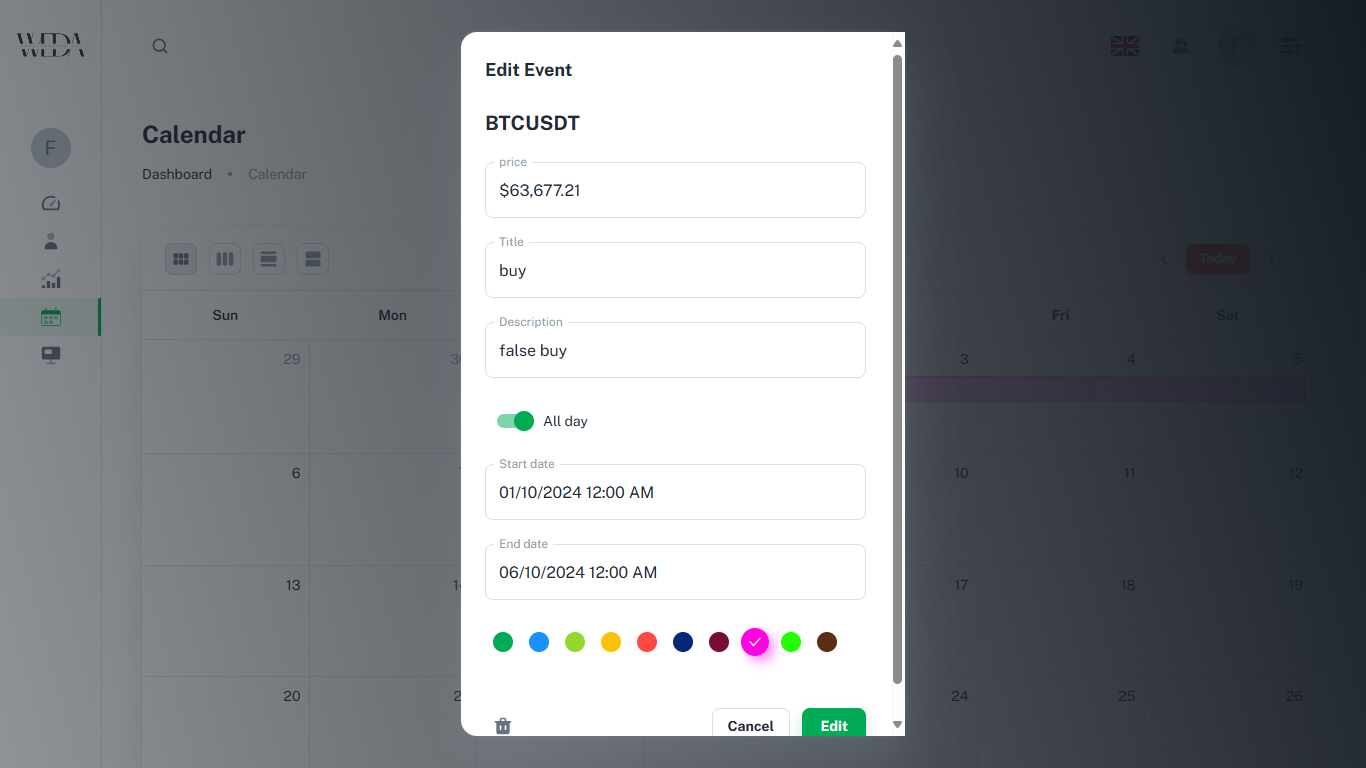 WEDA
F
Calendar
Dashboard • Calendar
Today
Sun Mon Fri Sat
29 3 4 5
6 10 11 12
13 17 18 19
20 24 25 26
Edit Event
BTCUSDT
price
$63,677.21
Title
buy
Description
false buy
All day
Start date
01/10/2024 12:00 AM
End date
06/10/2024 12:00 AM
Cancel Edit